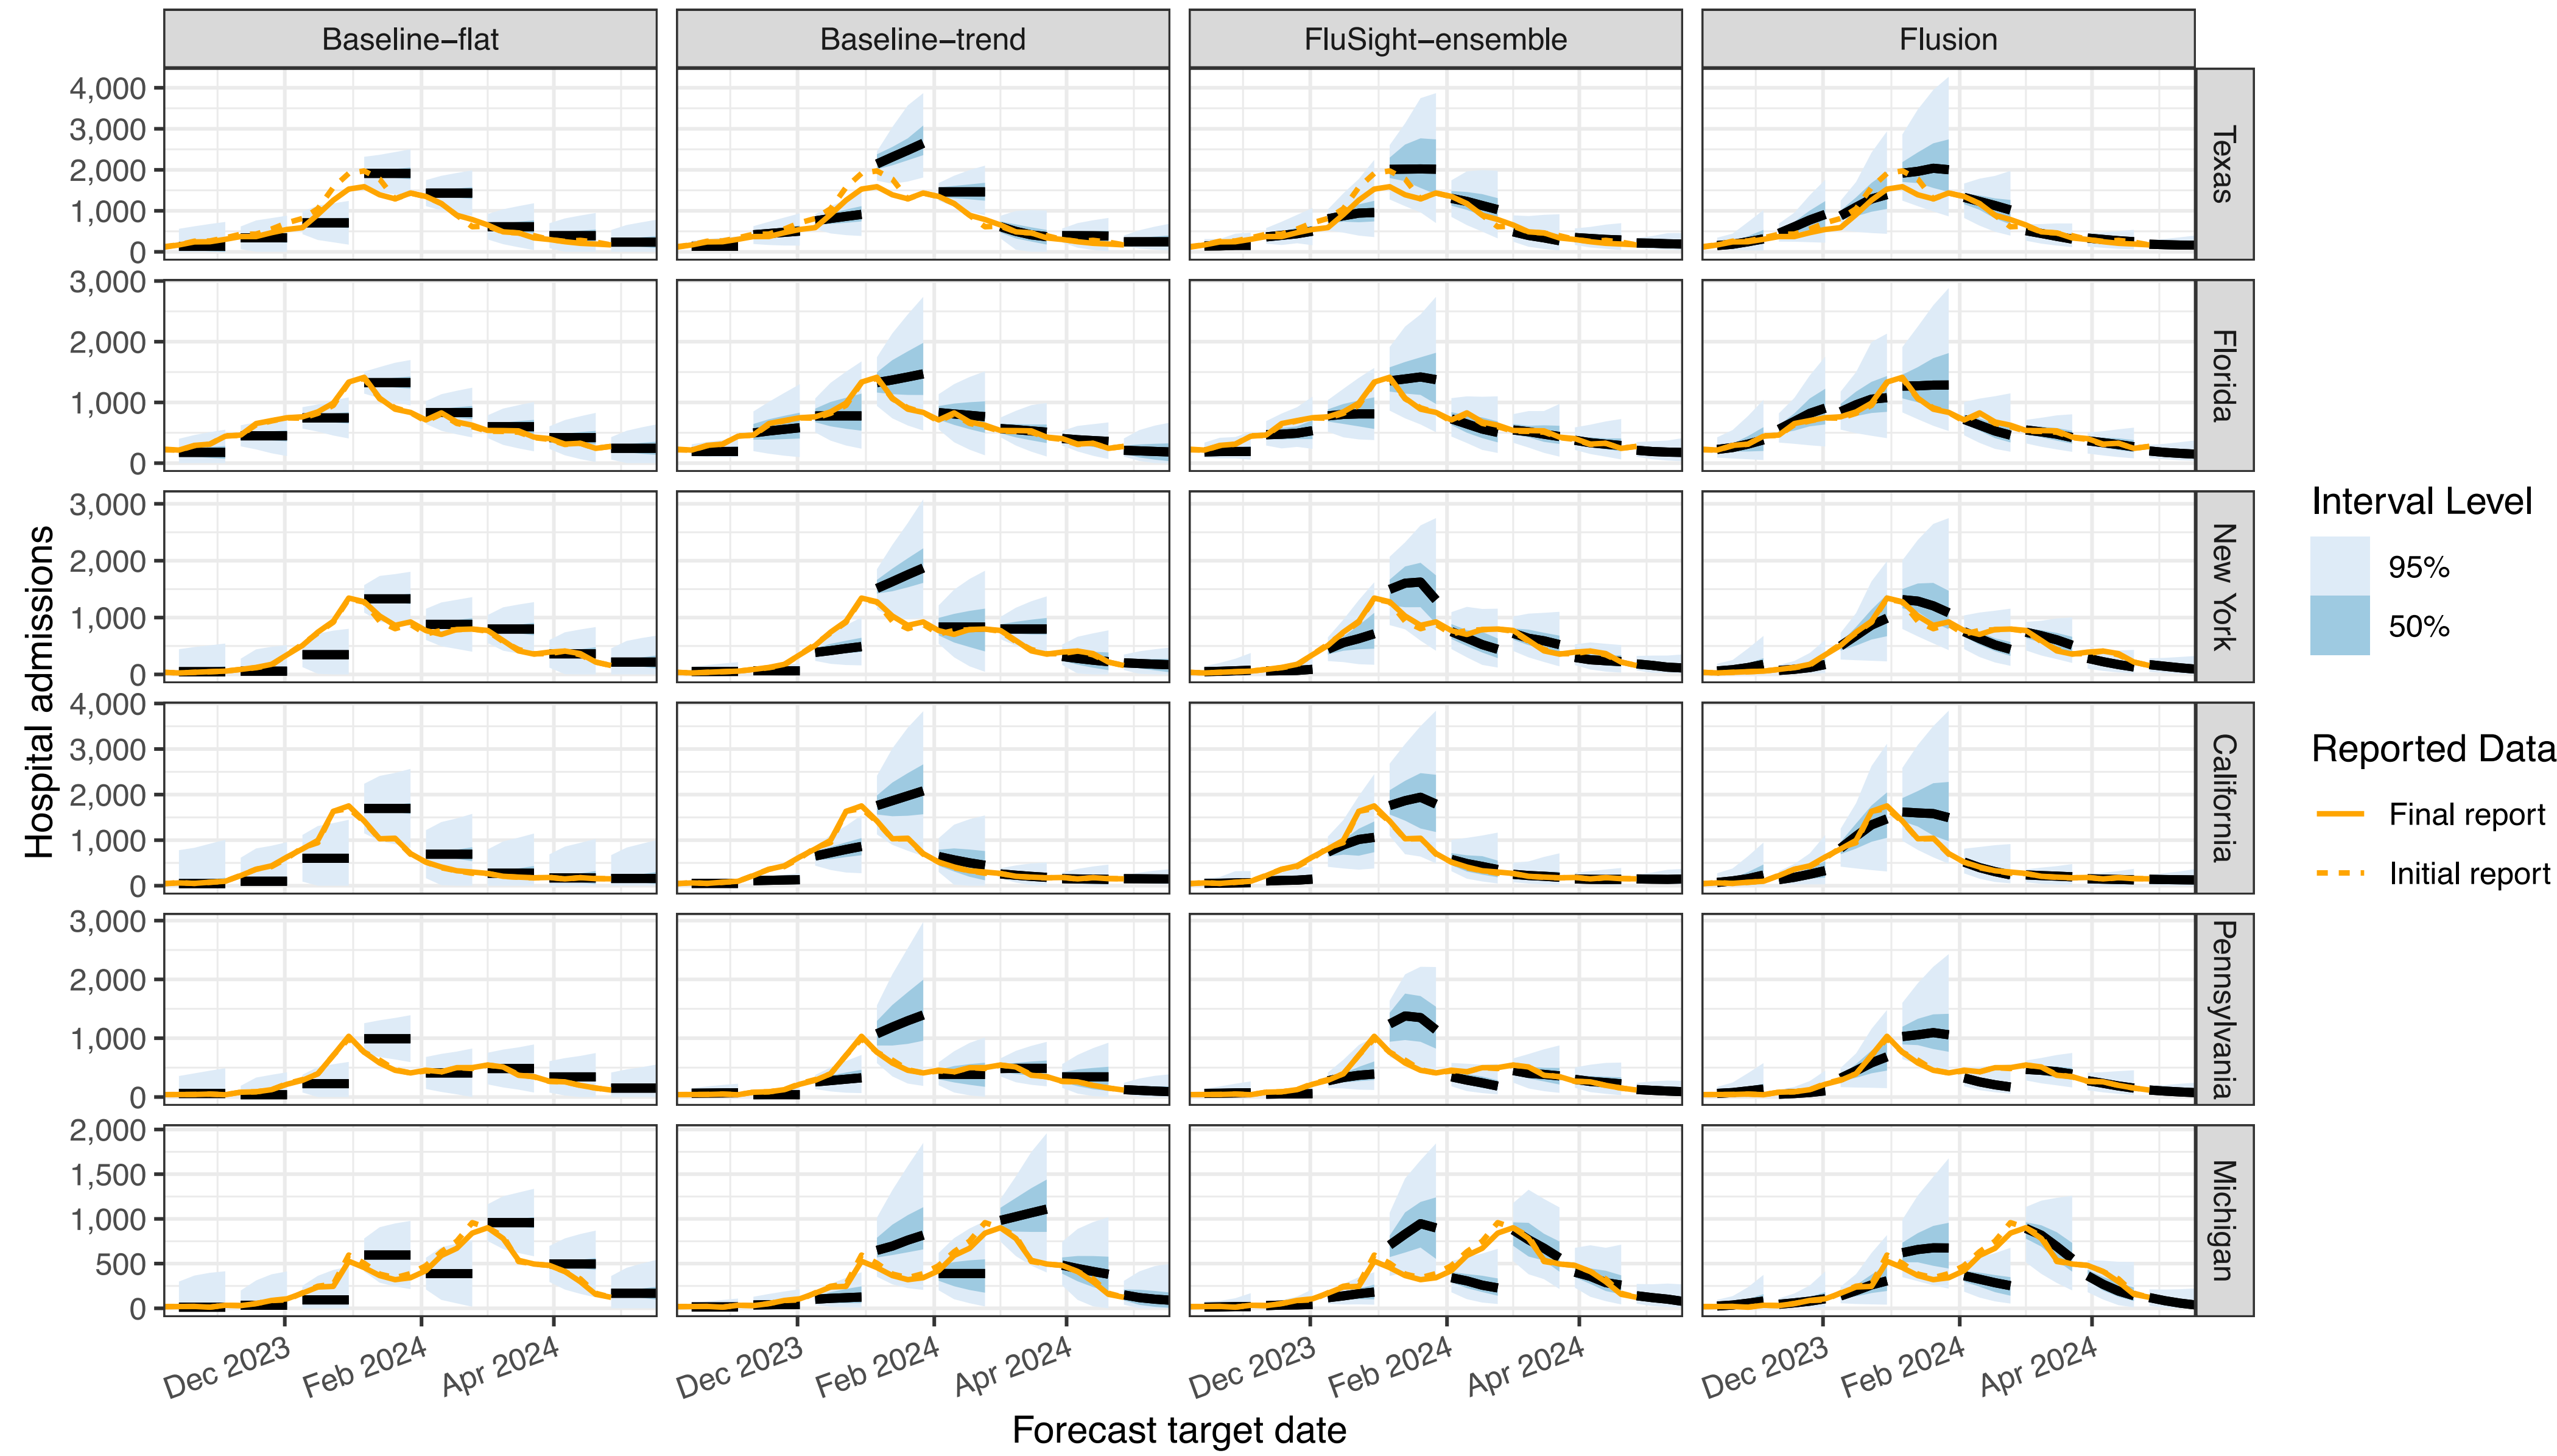 Baseline−flat
Baseline−trend
FluSight−ensemble
Flusion
4,000
3,000
2,000
1,000
0
Texas
3,000
2,000
1,000
0
Florida
3,000
2,000
1,000
0
New York
4,000
3,000
2,000
1,000
0
California
3,000
2,000
1,000
0
Pennsylvania
2,000
1,500
1,000
500
0
Michigan
Hospital admissions
Dec 2023
Feb 2024
Apr 2024
Dec 2023
Feb 2024
Apr 2024
Dec 2023
Feb 2024
Apr 2024
Dec 2023
Feb 2024
Apr 2024
Forecast target date
Interval Level
95%
50%
Reported Data
Final report
Initial report